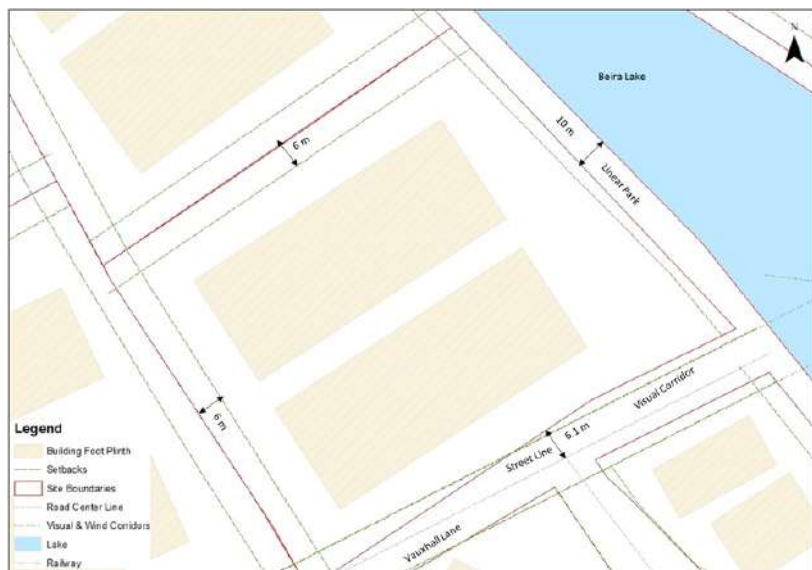 N
Beira Lake
10 m
Linear Park
6 m
6 m
Visual Corridor
6.1 m
Street Line
Vauxhall Lane
Legend
Building Foot Plinth
Setbacks
Site Boundaries
Road Center Line
Visual & Wind Corridors
Lake
Railway